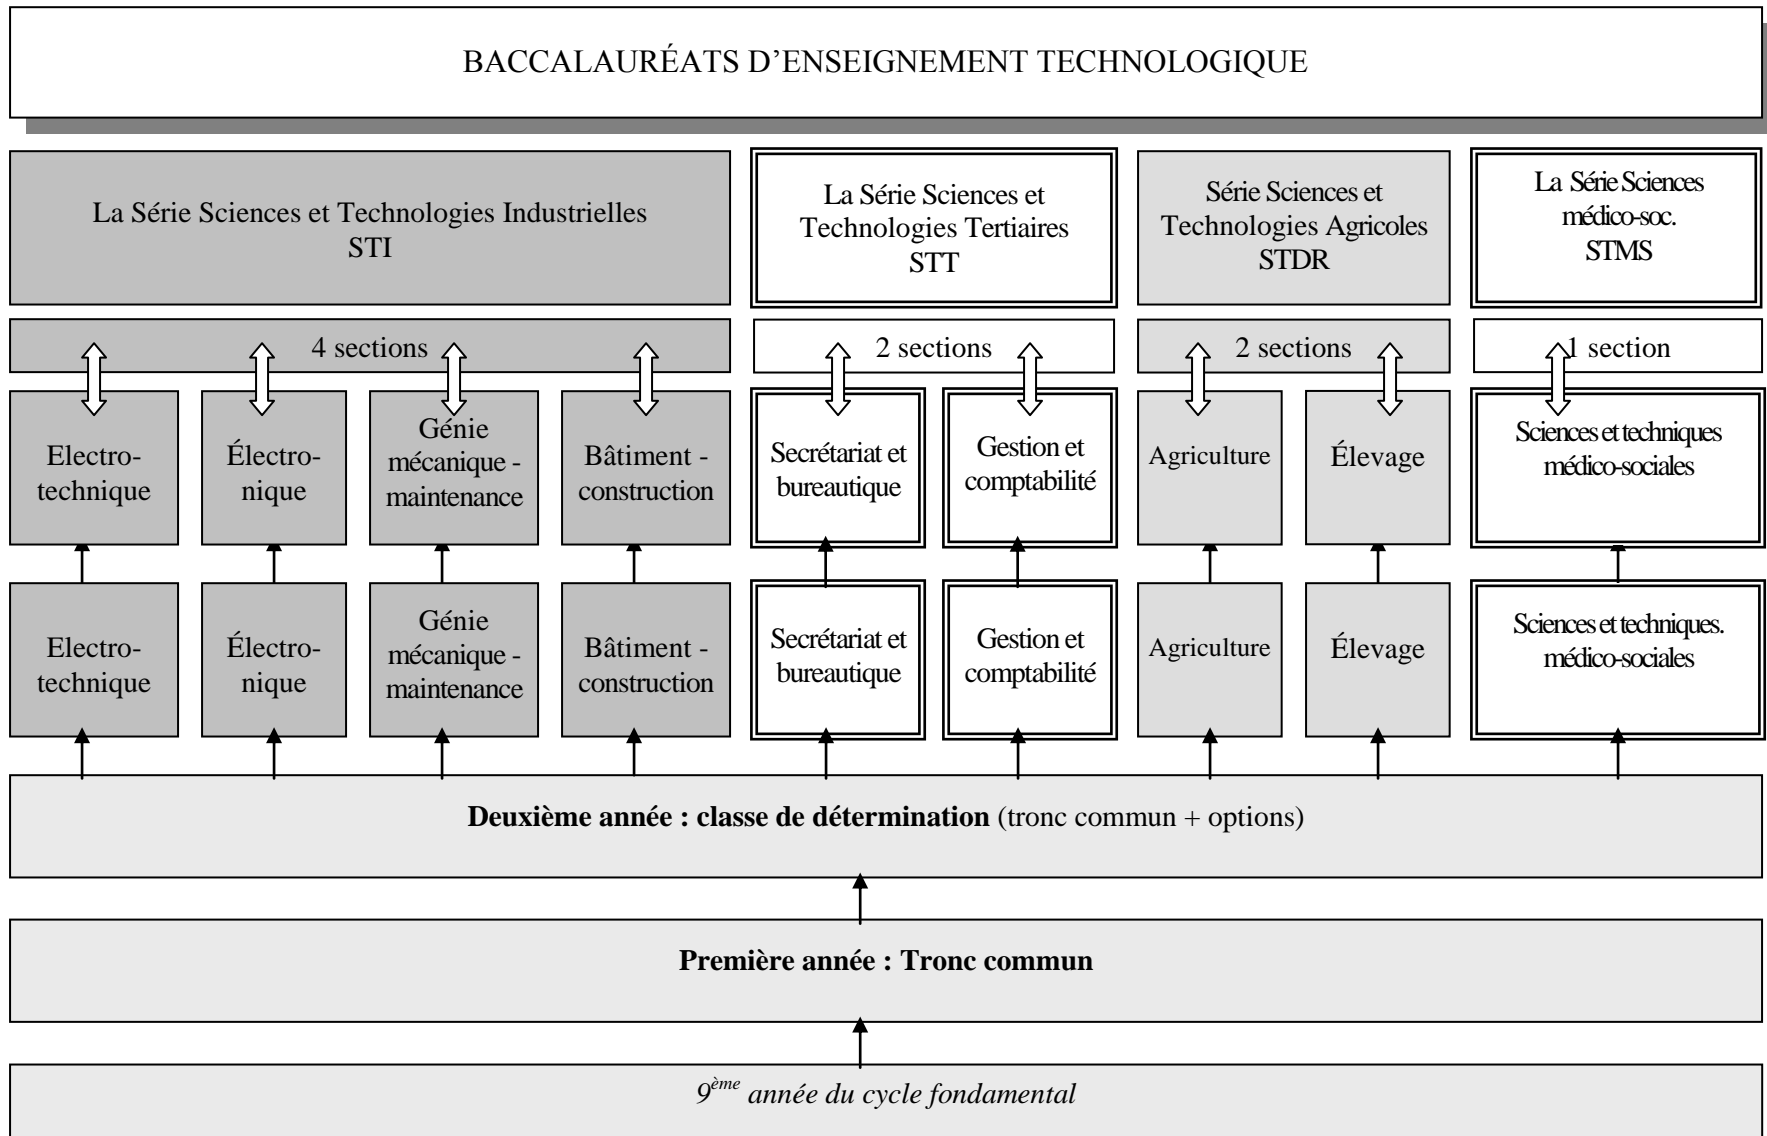 BACCALAURÉATS D’ENSEIGNEMENT TECHNOLOGIQUE
La Série Sciences et Technologies Industrielles
STI
La Série Sciences et
Technologies Tertiaires
STT
Série Sciences et
Technologies Agricoles
STDR
La Série Sciences
médico-soc.
STMS
4 sections
2 sections
2 sections
1 section
Electro-
technique
Électro-
nique
Génie
mécanique -
maintenance
Bâtiment -
construction
Secrétariat et
bureautique
Gestion et
comptabilité
Agriculture
Élevage
Sciences et techniques
médico-sociales
Electro-
technique
Électro-
nique
Génie
mécanique -
maintenance
Bâtiment -
construction
Secrétariat et
bureautique
Gestion et
comptabilité
Agriculture
Élevage
Sciences et techniques.
médico-sociales
Deuxième année : classe de détermination (tronc commun + options)
Première année : Tronc commun
9ème année du cycle fondamental